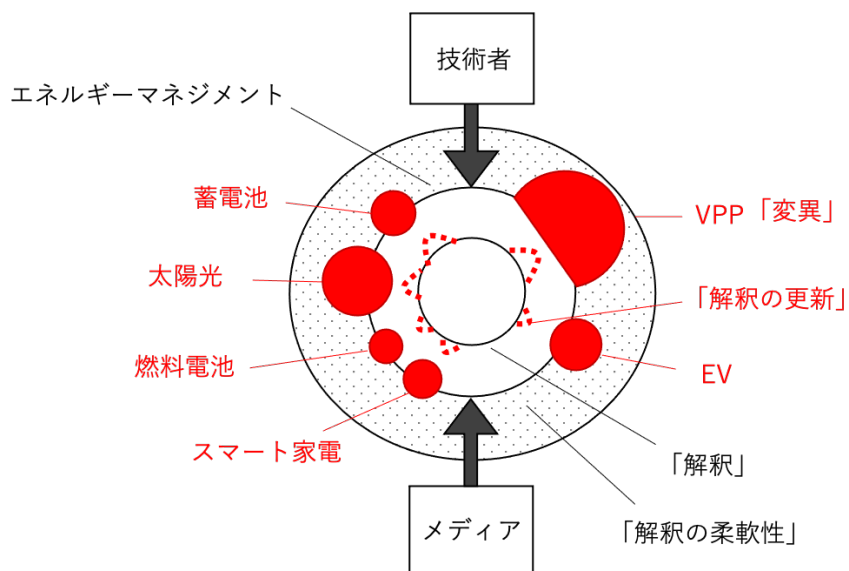 技術者
エネルギーマネジメント
蓄電池
VPP「変異」
太陽光
「解釈の更新」
燃料電池
EV
スマート家電
「解釈」
メディア
「解釈の柔軟性」